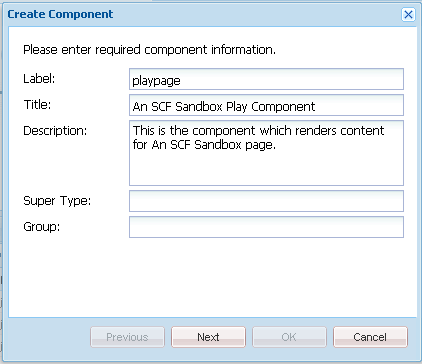 Create Component
Please enter required component information.
Label:
playpage
Title:
An SCF Sandbox Play Component
Description:
This is the component which renders content
for An SCF Sandbox page.
Super Type:
Group:
Previous
Next
OK
Cancel